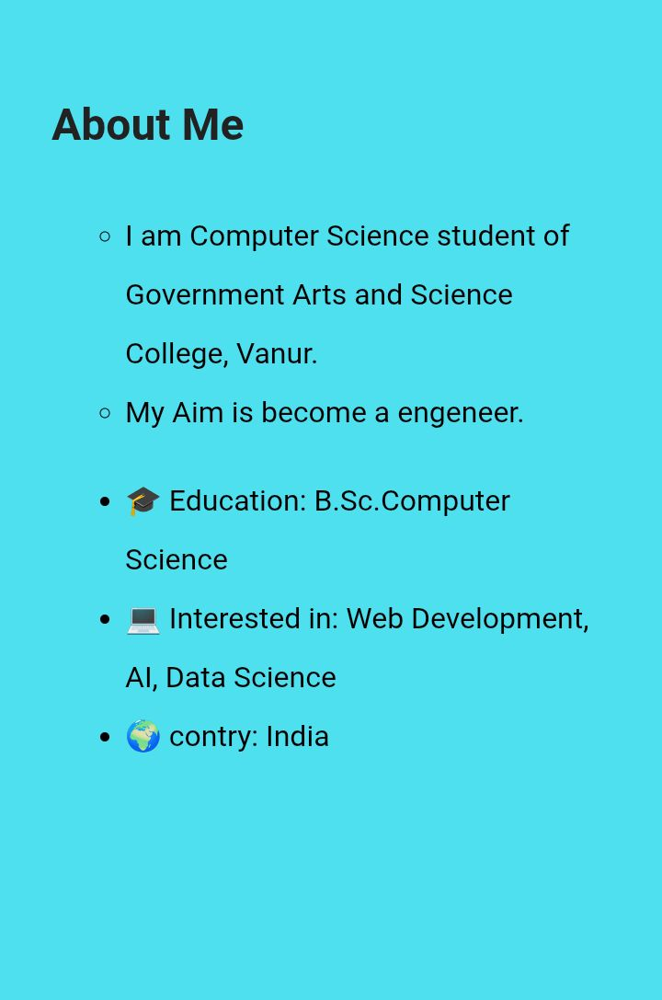 About Me
I am Computer Science student of
Government Arts and Science
College, Vanur.
My Aim is become a engeneer.
🎓 Education: B.Sc.Computer
Science
💻 Interested in: Web Development,
AI, Data Science
🌍 contry: India